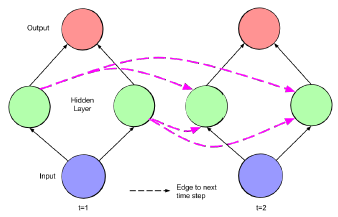 Output
Hidden
Layer
Input
Edge to next
time step
t=1
t=2